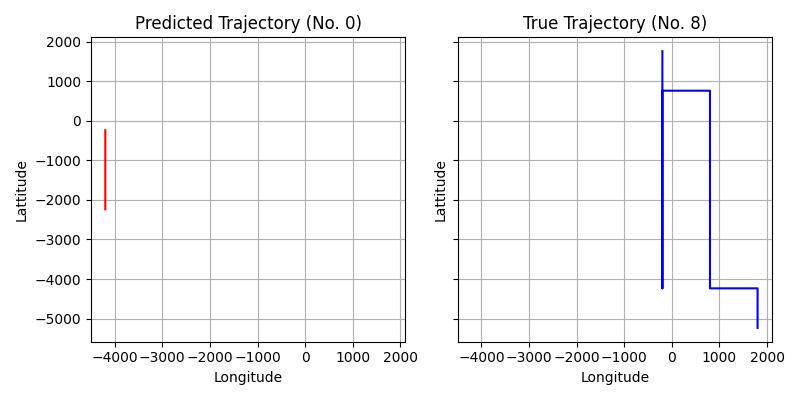 Predicted Trajectory (No. 0)
True Trajectory (No. 8)
2000
1000
0
−1000
−2000
−3000
−4000
−5000
Lattitude
Lattitude
−4000 −3000 −2000 −1000 0 1000 2000
−4000 −3000 −2000 −1000 0 1000 2000
Longitude
Longitude